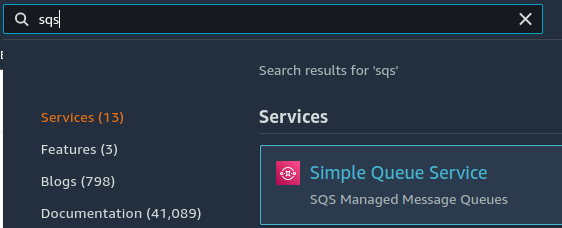 sqs
Search results for 'sqs'
Services (13)
Features (3)
Blogs (798)
Documentation (41,089)
Services
Simple Queue Service
SQS Managed Message Queues